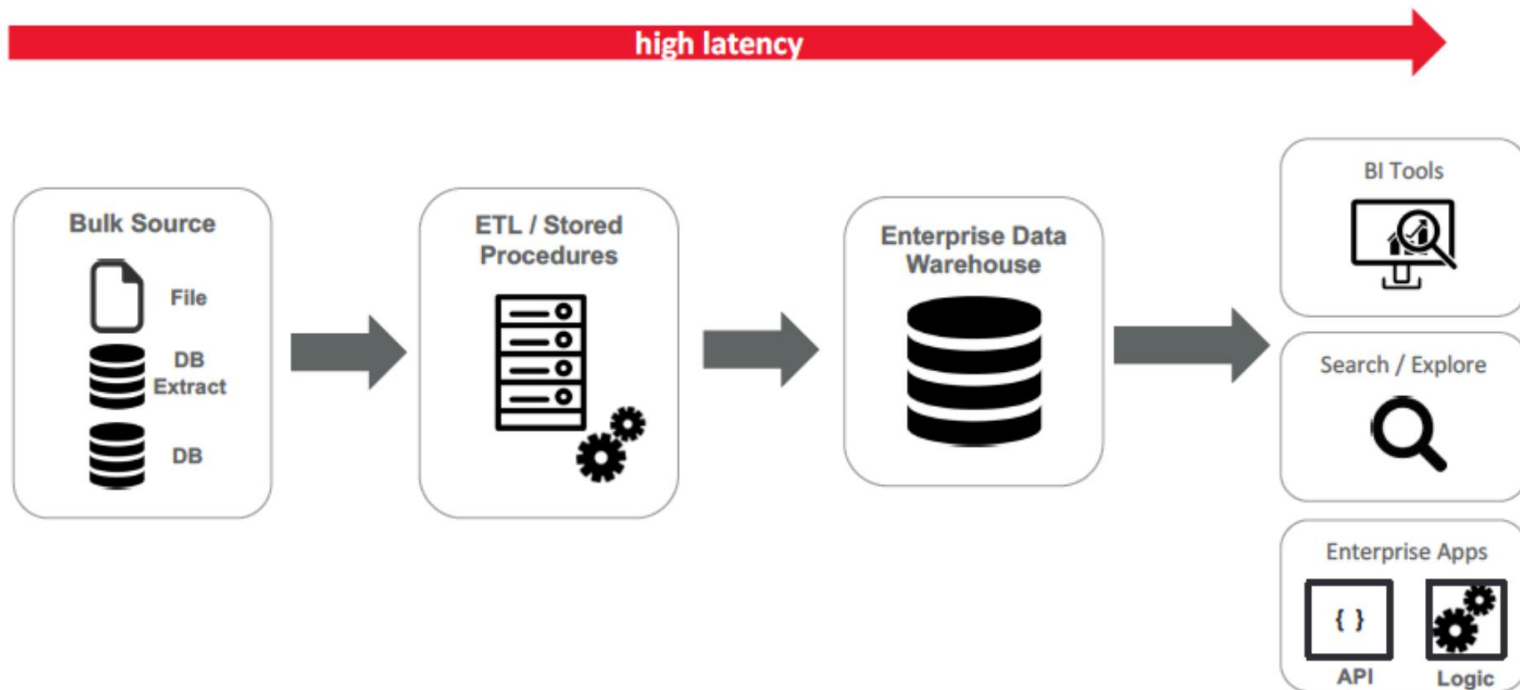 high latency
Bulk Source
File
DB
Extract
DB
ETL / Stored
Procedures
Enterprise Data
Warehouse
BI Tools
Search / Explore
Enterprise Apps
{ }
API
Logic